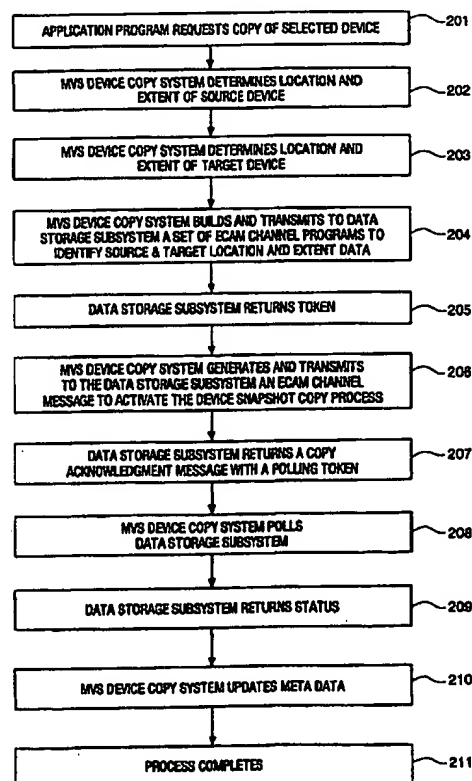 APPLICATION PROGRAM REQUESTS COPY OF SELECTED DEVICE
201
MVS DEVICE COPY SYSTEM DETERMINES LOCATION AND
EXTENT OF SOURCE DEVICE
202
MVS DEVICE COPY SYSTEM DETERMINES LOCATION AND
EXTENT OF TARGET DEVICE
203
MVS DEVICE COPY SYSTEM BUILDS AND TRANSMITS TO DATA
STORAGE SUBSYSTEM A SET OF ECAM CHANNEL PROGRAMS TO
IDENTIFY SOURCE & TARGET LOCATION AND EXTENT DATA
204
DATA STORAGE SUBSYSTEM RETURNS TOKEN
205
MVS DEVICE COPY SYSTEM GENERATES AND TRANSMITS
TO THE DATA STORAGE SUBSYSTEM AN ECAM CHANNEL
MESSAGE TO ACTIVATE THE DEVICE SNAPSHOT COPY PROCESS
206
DATA STORAGE SUBSYSTEM RETURNS A COPY
ACKNOWLEDGMENT MESSAGE WITH A POLLING TOKEN
207
MVS DEVICE COPY SYSTEM POLLS
DATA STORAGE SUBSYSTEM
208
DATA STORAGE SUBSYSTEM RETURNS STATUS
209
MVS DEVICE COPY SYSTEM UPDATES META DATA
210
PROCESS COMPLETES
211